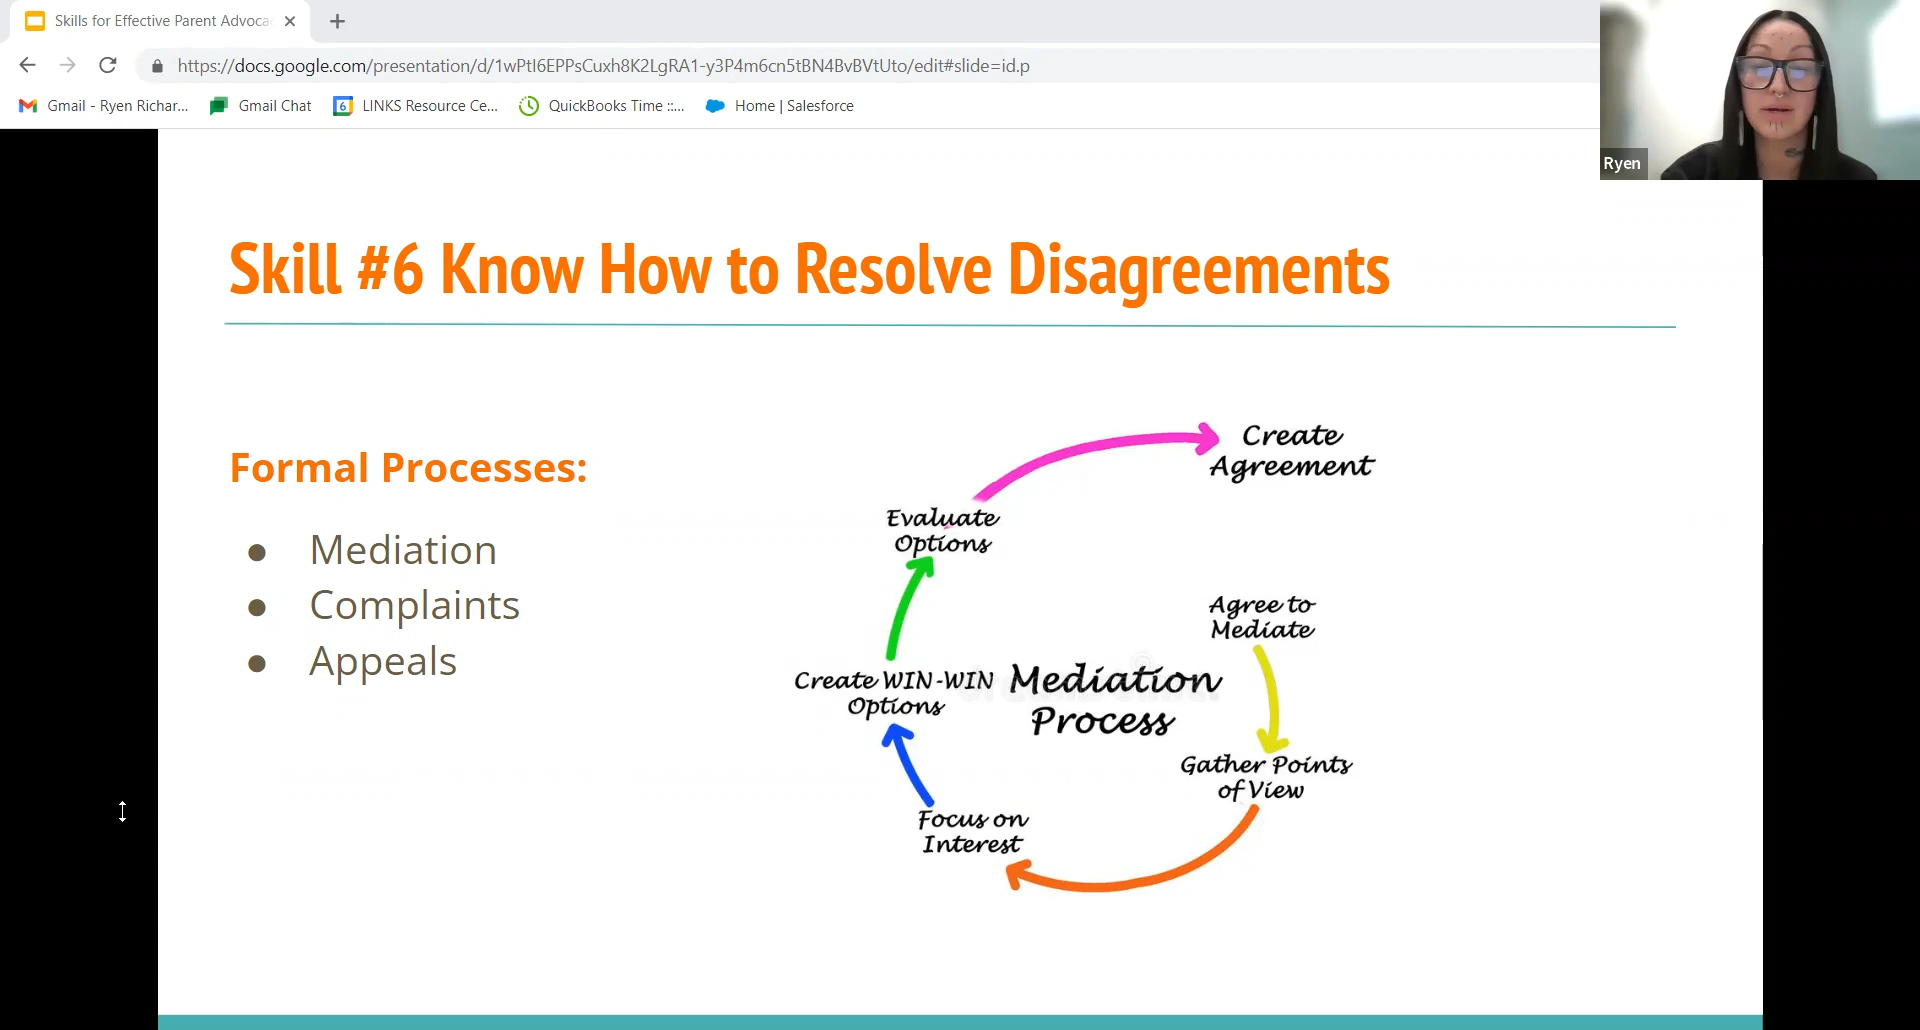 Skills for Effective Parent Advoca
https://docs.google.com/presentation/d/1wPtI6EPPsCuxh8K2LgRA1-y3P4m6cn5tBN4BvBVtUto/edit#slide=id.p
Gmail - Ryen Richar...
Gmail Chat
6
LINKS Resource Ce...
QuickBooks Time ::...
Home | Salesforce
Ryen
Skill #6 Know How to Resolve Disagreements
Formal Processes:
● Mediation
● Complaints
● Appeals
Create
Agreement
Evaluate
Options
Agree to
Mediate
Create WIN-WIN
Options
Mediation
Process
Gather Points
of View
Focus on
Interest